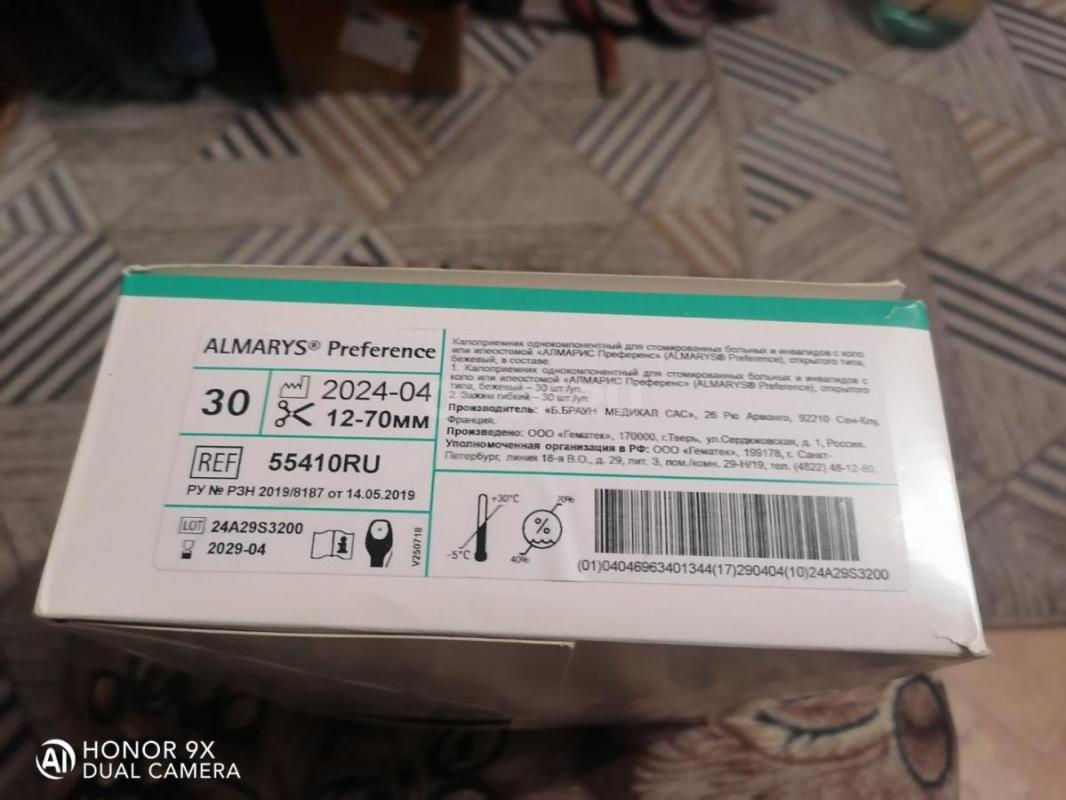 ALMARYS® Preference
30
2024-04
12-70мм
REF 55410RU
РУ № РЗН 2019/8187 от 14.05.2019
LOT 24A29S3200
2029-04
V250718
Калоприемник однокомпонентный для стомированных больных и инвалидов с коло
или илеостомой «АЛМАРИС Преференс» (ALMARYS® Preference), открытого типа,
бежевый, в составе:
1. Калоприемник однокомпонентный для стомированных больных и инвалидов с
коло или илеостомой «АЛМАРИС Преференс» (ALMARYS® Preference), открытого
типа, бежевый – 30 шт./уп.
2. Зажим гибкий – 30 шт./уп.
Производитель: «Б.БРАУН МЕДИКАЛ САС», 26 Рю Арманго, 92210 Сен-Клу,
Франция.
Произведено: ООО «Гематек», 170000, г.Тверь, ул.Сердюковская, д. 1, Россия.
Уполномоченная организация в РФ: ООО «Гематек», 199178, г. Санкт-
Петербург, линия 18-я В.О., д. 29, лит. З, пом./комн. 29-Н/19, тел. (4822) 48-12-60.
+30°C
-5°C
70%
%
40%
(01)04046963401344(17)290404(10)24A29S3200
HONOR 9X
DUAL CAMERA